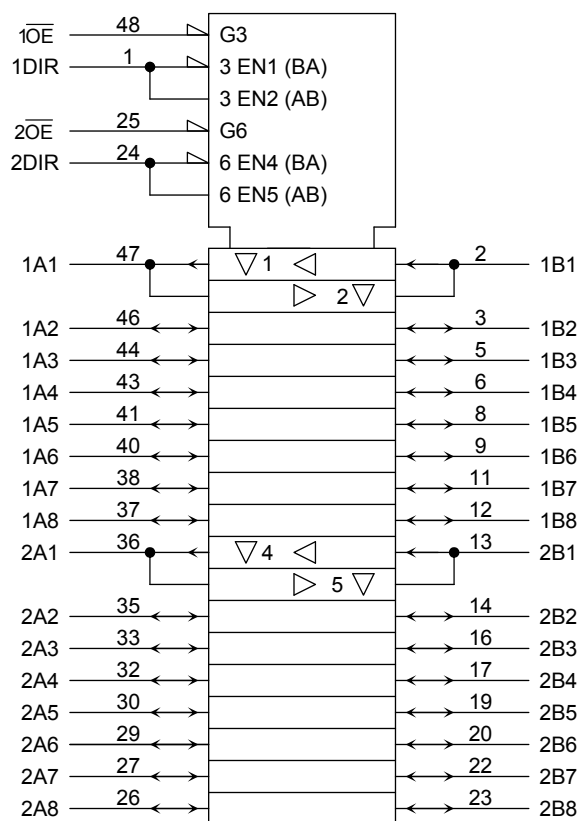 1OE 48 G3
1DIR 1 3 EN1 (BA)
3 EN2 (AB)
2OE 25 G6
2DIR 24 6 EN4 (BA)
6 EN5 (AB)
1A1 47 1 2 1B1
2
1A2 46 3 1B2
1A3 44 5 1B3
1A4 43 6 1B4
1A5 41 8 1B5
1A6 40 9 1B6
1A7 38 11 1B7
1A8 37 12 1B8
2A1 36 4 13 2B1
5
2A2 35 14 2B2
2A3 33 16 2B3
2A4 32 17 2B4
2A5 30 19 2B5
2A6 29 20 2B6
2A7 27 22 2B7
2A8 26 23 2B8